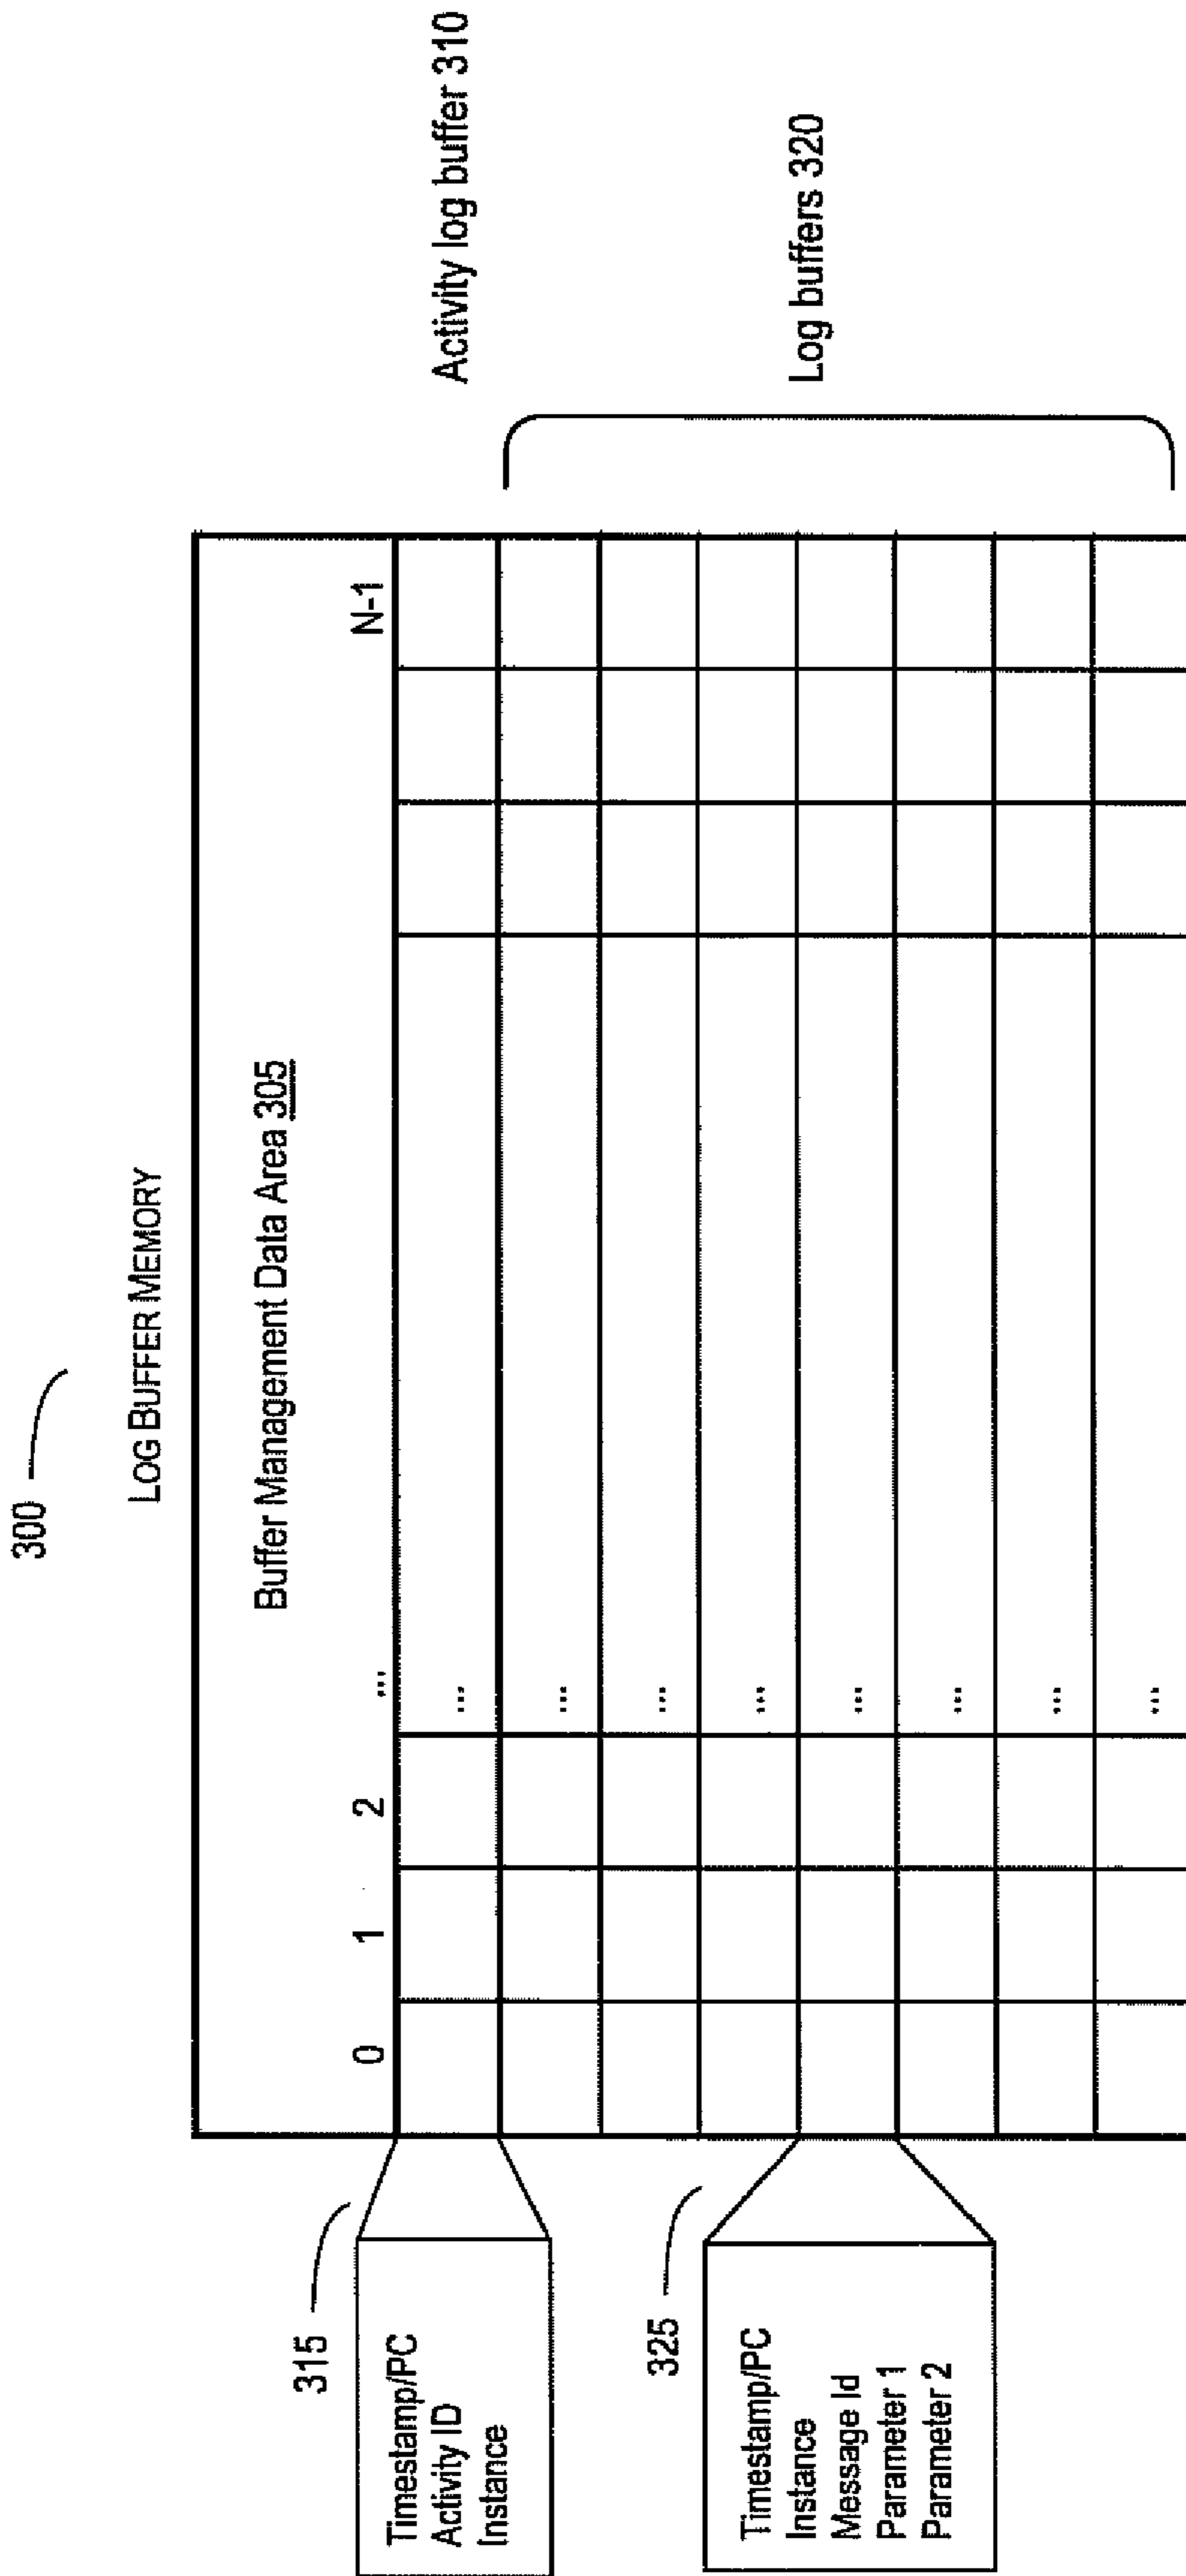 300
LOG BUFFER MEMORY
Buffer Management Data Area 305
0 1 2 ... N-1
Activity log buffer 310
315
Timestamp/PC
Activity ID
Instance
...
Log buffers 320
...
...
...
325
Timestamp/PC
Instance
Message Id
Parameter 1
Parameter 2
...
...
...
...